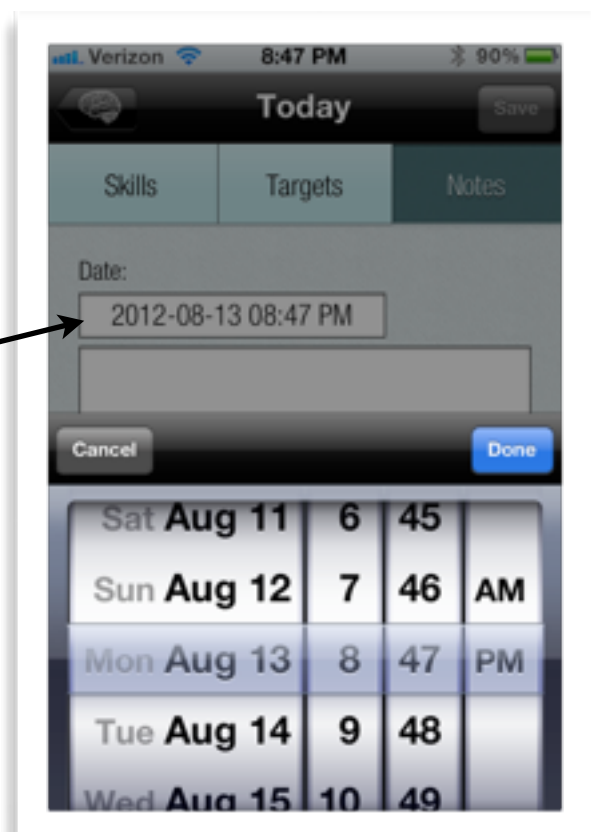 Verizon 8:47 PM 90%
Today Save
Skills Targets Notes
Date:
2012-08-13 08:47 PM
Cancel Done
Sat Aug 11 6 45
Sun Aug 12 7 46 AM
Mon Aug 13 8 47 PM
Tue Aug 14 9 48
Wed Aug 15 10 49